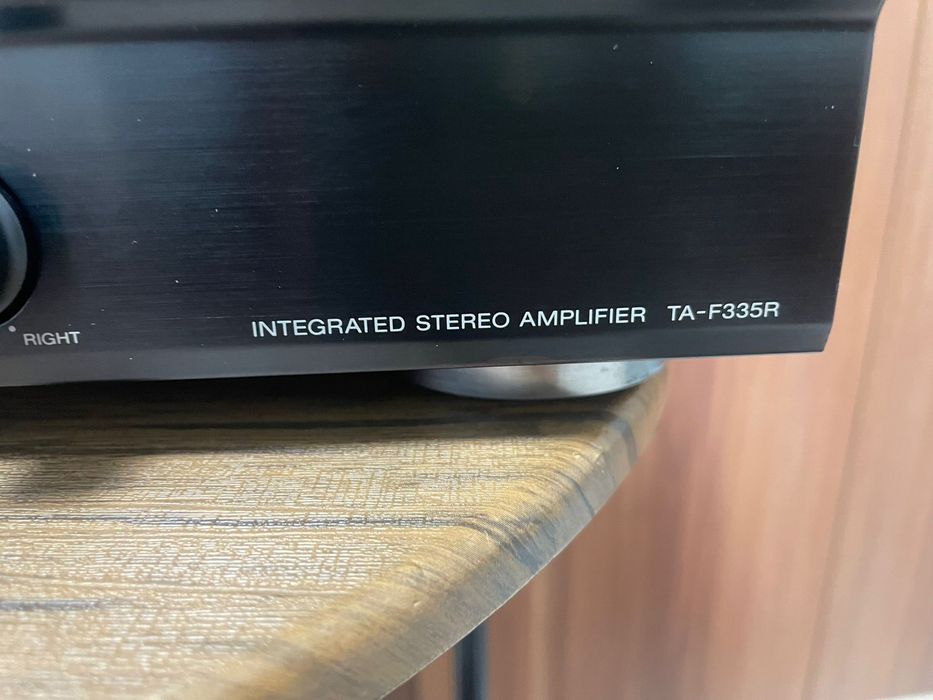 RIGHT
INTEGRATED STEREO AMPLIFIER TA-F335R